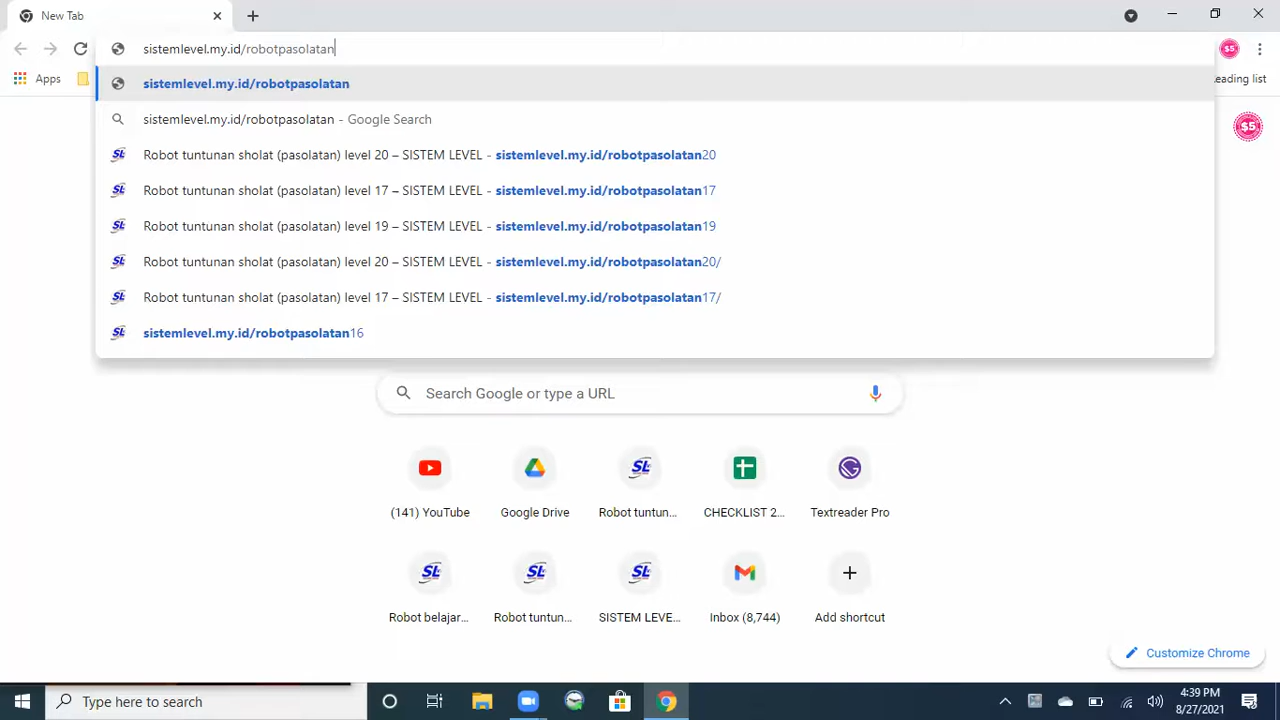 New Tab
sistemlevel.my.id/robotpasolatan
$5
Apps
eading list
sistemlevel.my.id/robotpasolatan
sistemlevel.my.id/robotpasolatan - Google Search
Robot tuntunan sholat (pasolatan) level 20 – SISTEM LEVEL - sistemlevel.my.id/robotpasolatan20
Robot tuntunan sholat (pasolatan) level 17 – SISTEM LEVEL - sistemlevel.my.id/robotpasolatan17
Robot tuntunan sholat (pasolatan) level 19 – SISTEM LEVEL - sistemlevel.my.id/robotpasolatan19
Robot tuntunan sholat (pasolatan) level 20 – SISTEM LEVEL - sistemlevel.my.id/robotpasolatan20/
Robot tuntunan sholat (pasolatan) level 17 – SISTEM LEVEL - sistemlevel.my.id/robotpasolatan17/
sistemlevel.my.id/robotpasolatan16
$5
Search Google or type a URL
(141) YouTube
Google Drive
Robot tuntun...
CHECKLIST 2...
Textreader Pro
Robot belajar...
Robot tuntun...
SISTEM LEVE...
Inbox (8,744)
Add shortcut
Customize Chrome
Type here to search
4:39 PM
8/27/2021